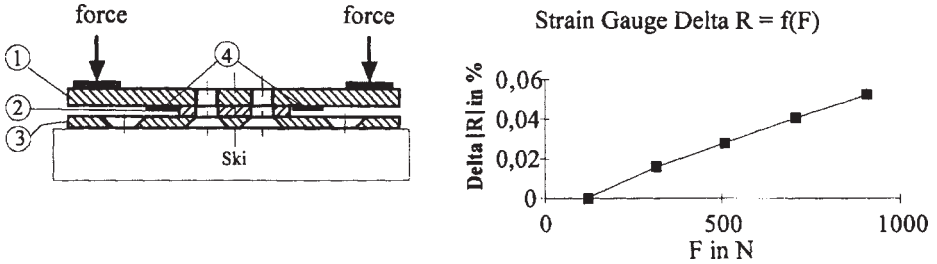 force
force
1
4
2
3
Ski
Strain Gauge Delta R = f(F)
Delta |R| in %
0,06
0,04
0,02
0
0
500
1000
F in N